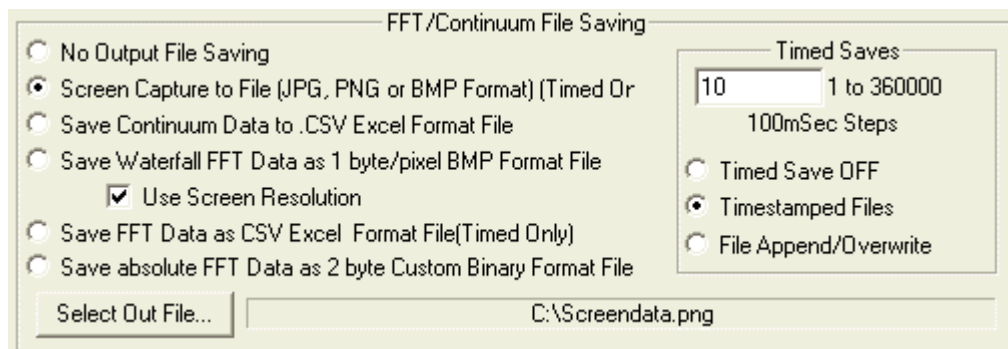 FFT/Continuum File Saving
No Output File Saving
Screen Capture to File (JPG, PNG or BMP Format) (Timed Or
Save Continuum Data to .CSV Excel Format File
Save Waterfall FFT Data as 1 byte/pixel BMP Format File
Use Screen Resolution
Save FFT Data as CSV Excel Format File(Timed Only)
Save absolute FFT Data as 2 byte Custom Binary Format File
Timed Saves
10 1 to 360000
100mSec Steps
Timed Save OFF
Timestamped Files
File Append/Overwrite
Select Out File... C:\Screendata.png